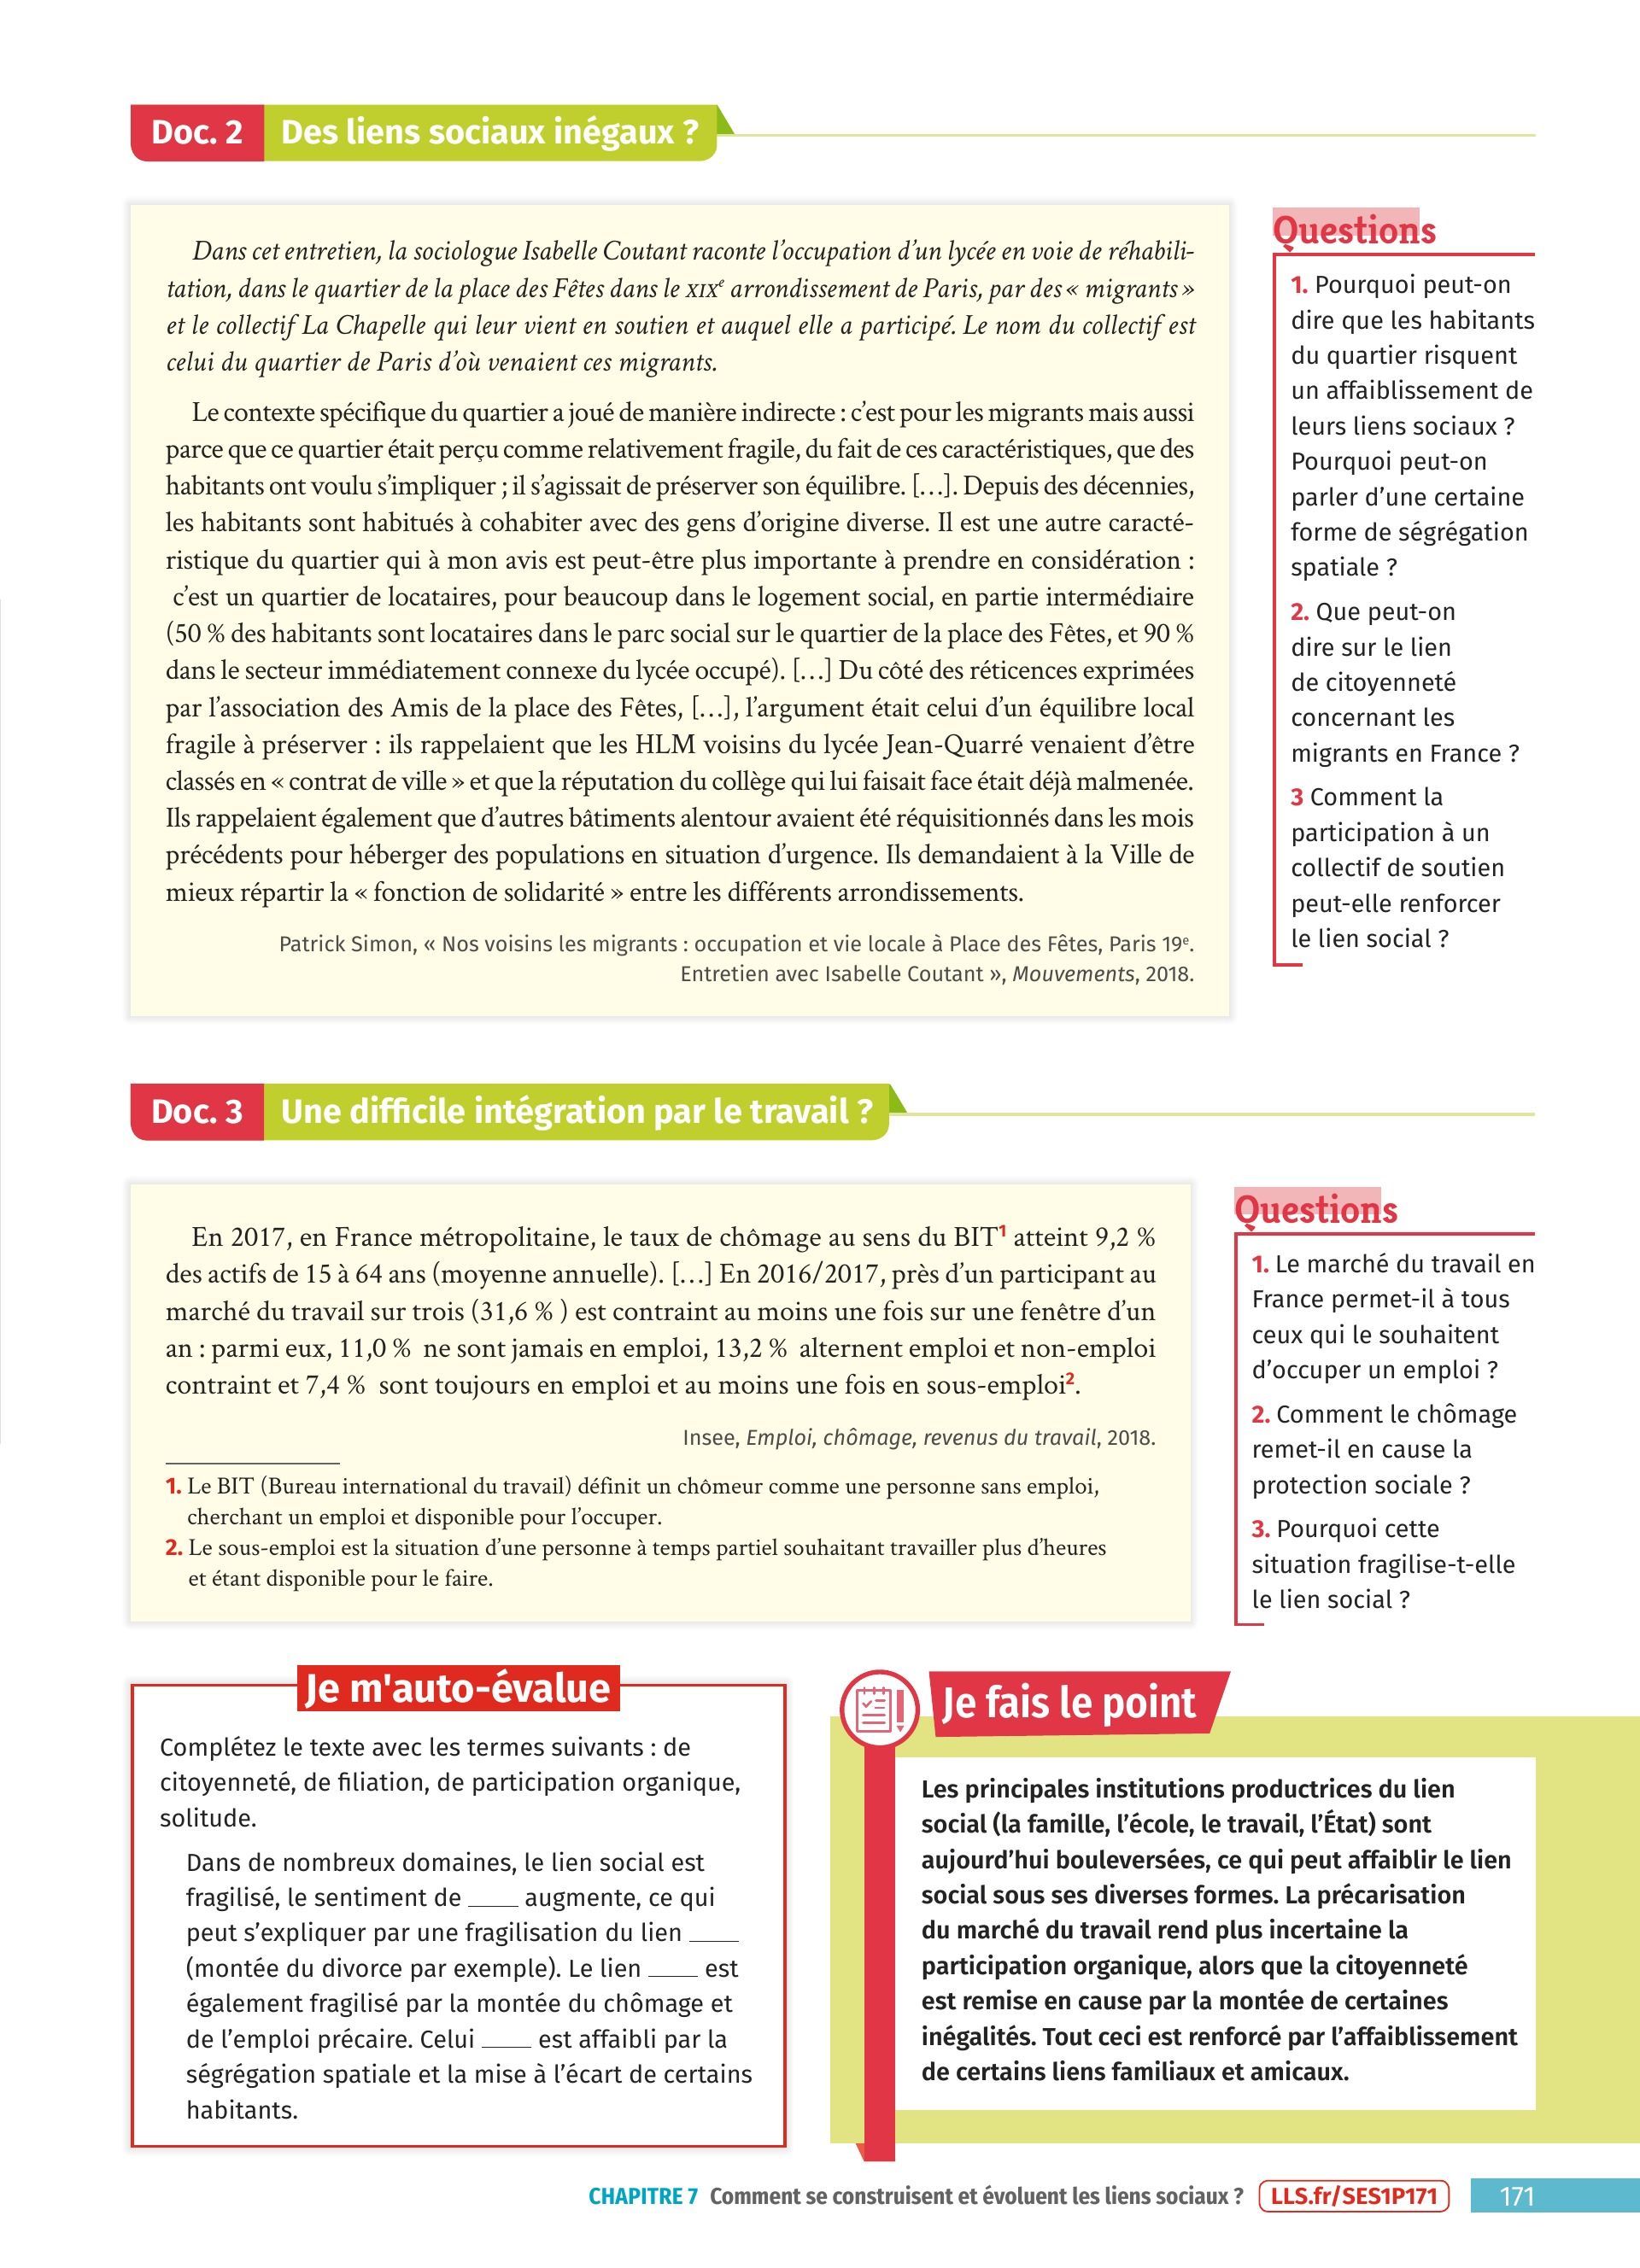 Doc. 2 Des liens sociaux inégaux ?
Dans cet entretien, la sociologue Isabelle Coutant raconte l’occupation d’un lycée en voie de réhabili-
tation, dans le quartier de la place des Fêtes dans le XIXe arrondissement de Paris, par des « migrants »
et le collectif La Chapelle qui leur vient en soutien et auquel elle a participé. Le nom du collectif est
celui du quartier de Paris d’où venaient ces migrants.
Le contexte spécifique du quartier a joué de manière indirecte : c’est pour les migrants mais aussi
parce que ce quartier était perçu comme relativement fragile, du fait de ces caractéristiques, que des
habitants ont voulu s’impliquer ; il s’agissait de préserver son équilibre. […]. Depuis des décennies,
les habitants sont habitués à cohabiter avec des gens d’origine diverse. Il est une autre caracté-
ristique du quartier qui à mon avis est peut-être plus importante à prendre en considération :
c’est un quartier de locataires, pour beaucoup dans le logement social, en partie intermédiaire
(50 % des habitants sont locataires dans le parc social sur le quartier de la place des Fêtes, et 90 %
dans le secteur immédiatement connexe du lycée occupé). […] Du côté des réticences exprimées
par l’association des Amis de la place des Fêtes, […], l’argument était celui d’un équilibre local
fragile à préserver : ils rappelaient que les HLM voisins du lycée Jean-Quarré venaient d’être
classés en « contrat de ville » et que la réputation du collège qui lui faisait face était déjà malmenée.
Ils rappelaient également que d’autres bâtiments alentour avaient été réquisitionnés dans les mois
précédents pour héberger des populations en situation d’urgence. Ils demandaient à la Ville de
mieux répartir la « fonction de solidarité » entre les différents arrondissements.
Patrick Simon, « Nos voisins les migrants : occupation et vie locale à Place des Fêtes, Paris 19e.
Entretien avec Isabelle Coutant », Mouvements, 2018.
Questions
1. Pourquoi peut-on
dire que les habitants
du quartier risquent
un affaiblissement de
leurs liens sociaux ?
Pourquoi peut-on
parler d’une certaine
forme de ségrégation
spatiale ?
2. Que peut-on
dire sur le lien
de citoyenneté
concernant les
migrants en France ?
3 Comment la
participation à un
collectif de soutien
peut-elle renforcer
le lien social ?
Doc. 3 Une difficile intégration par le travail ?
En 2017, en France métropolitaine, le taux de chômage au sens du BIT1 atteint 9,2 %
des actifs de 15 à 64 ans (moyenne annuelle). […] En 2016/2017, près d’un participant au
marché du travail sur trois (31,6 % ) est contraint au moins une fois sur une fenêtre d’un
an : parmi eux, 11,0 % ne sont jamais en emploi, 13,2 % alternent emploi et non-emploi
contraint et 7,4 % sont toujours en emploi et au moins une fois en sous-emploi2.
Insee, Emploi, chômage, revenus du travail, 2018.
1. Le BIT (Bureau international du travail) définit un chômeur comme une personne sans emploi,
cherchant un emploi et disponible pour l’occuper.
2. Le sous-emploi est la situation d’une personne à temps partiel souhaitant travailler plus d’heures
et étant disponible pour le faire.
Questions
1. Le marché du travail en
France permet-il à tous
ceux qui le souhaitent
d’occuper un emploi ?
2. Comment le chômage
remet-il en cause la
protection sociale ?
3. Pourquoi cette
situation fragilise-t-elle
le lien social ?
Je m'auto-évalue
Complétez le texte avec les termes suivants : de
citoyenneté, de filiation, de participation organique,
solitude.
Dans de nombreux domaines, le lien social est
fragilisé, le sentiment de ____ augmente, ce qui
peut s’expliquer par une fragilisation du lien ____
(montée du divorce par exemple). Le lien ____ est
également fragilisé par la montée du chômage et
de l’emploi précaire. Celui ____ est affaibli par la
ségrégation spatiale et la mise à l’écart de certains
habitants.
Je fais le point
Les principales institutions productrices du lien
social (la famille, l’école, le travail, l’État) sont
aujourd’hui bouleversées, ce qui peut affaiblir le lien
social sous ses diverses formes. La précarisation
du marché du travail rend plus incertaine la
participation organique, alors que la citoyenneté
est remise en cause par la montée de certaines
inégalités. Tout ceci est renforcé par l’affaiblissement
de certains liens familiaux et amicaux.
CHAPITRE 7 Comment se construisent et évoluent les liens sociaux ? LLS.fr/SES1P171 171